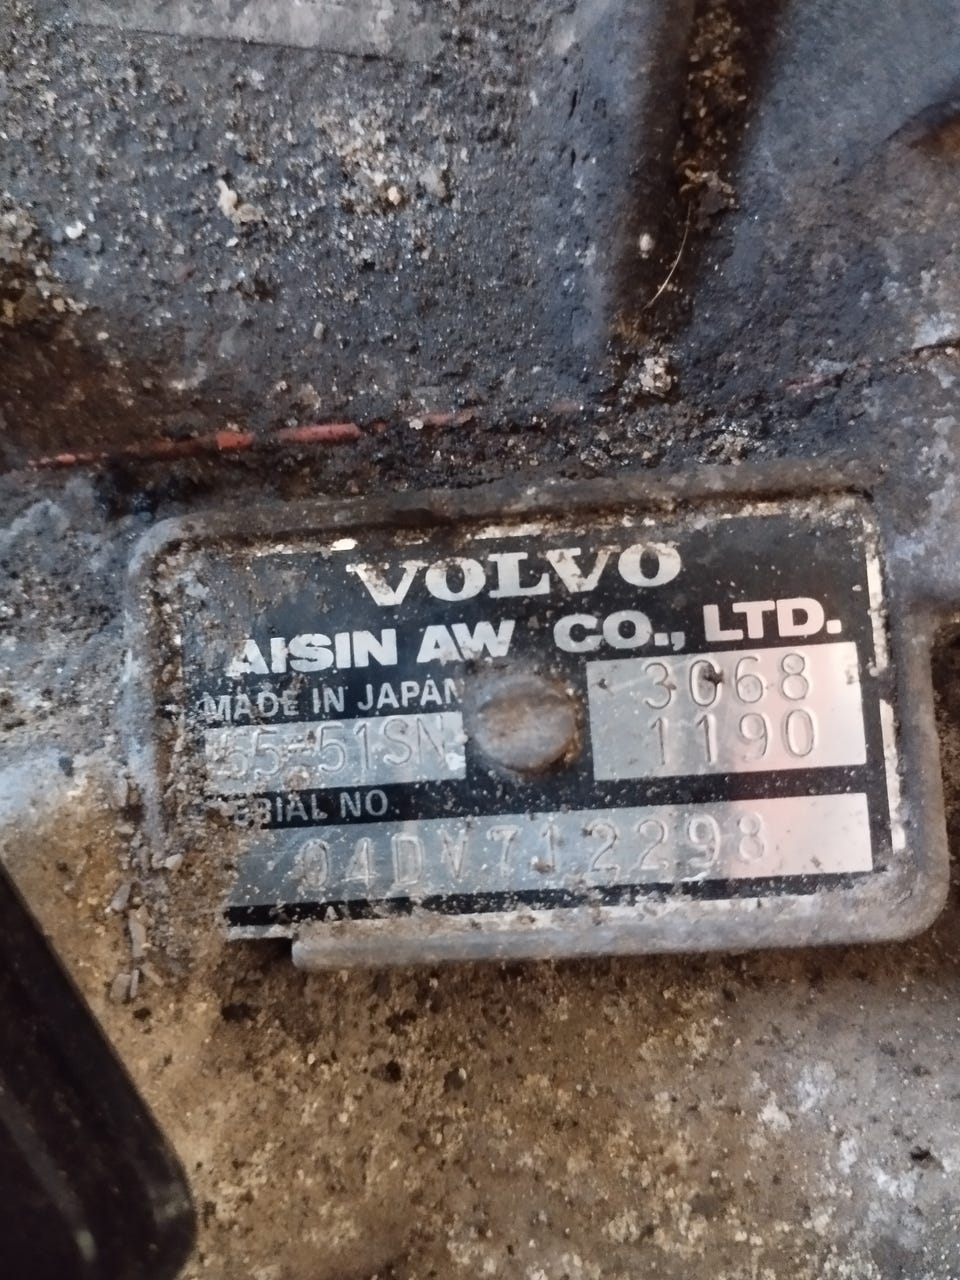 VOLVO
AISIN AW CO., LTD.
MADE IN JAPAN
3068
55-51SN
1190
SERIAL NO.
04DV712298